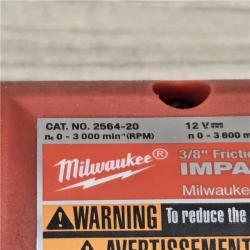 CAT. NO. 2564-20 12 V⎓
n₀ 0 - 3 000 min⁻¹(RPM) n 0 - 3 600 m
Milwaukee®
3/8" Friction
IMPA
Milwauke
⚠WARNING To reduce the
AVERTISSEMENT